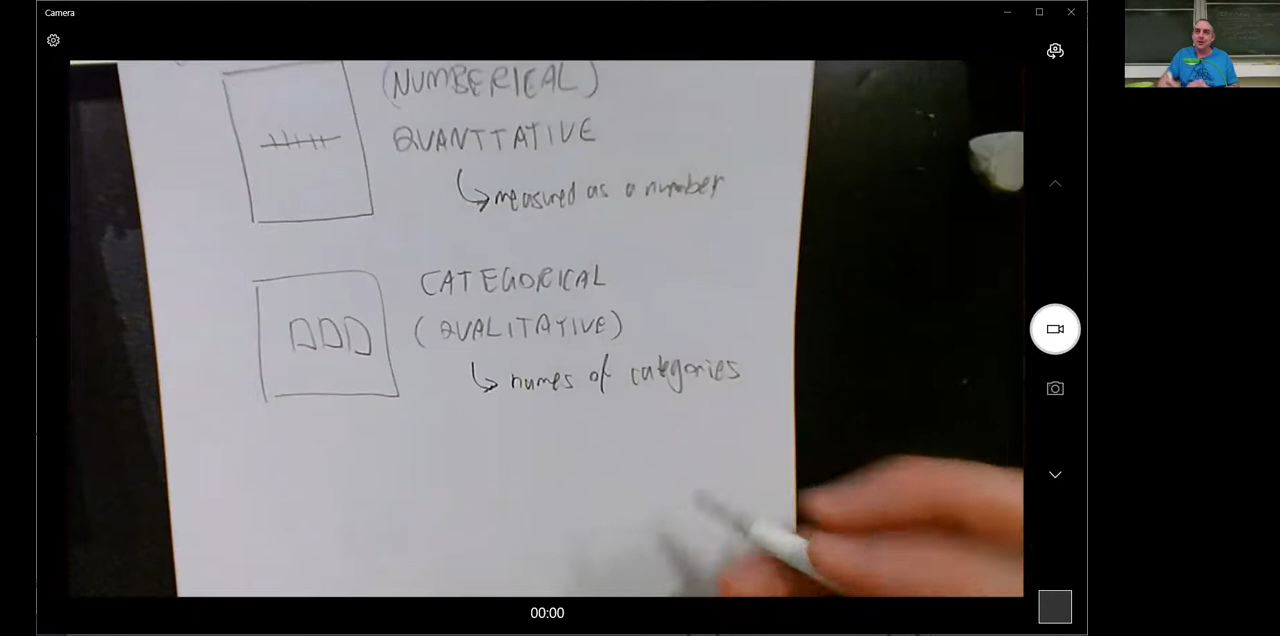 Camera
(NUMBERICAL)
QUANTTATIVE
↳ measured as a number
CATEGORICAL
(QUALITATIVE)
↳ names of categories
00:00